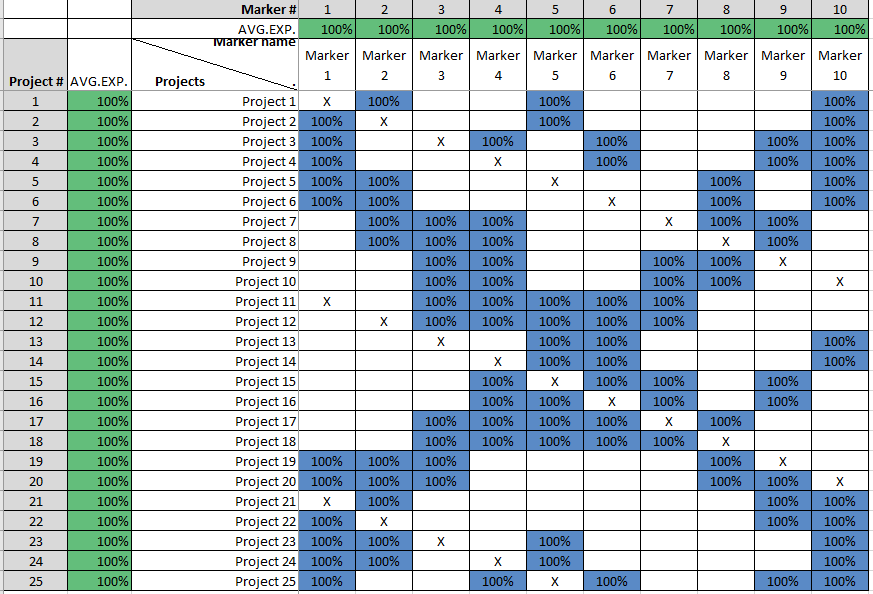 Marker # 1 2 3 4 5 6 7 8 9 10
AVG.EXP. 100% 100% 100% 100% 100% 100% 100% 100% 100% 100%
Marker name
Project # AVG.EXP. Projects . Marker 1 Marker 2 Marker 3 Marker 4 Marker 5 Marker 6 Marker 7 Marker 8 Marker 9 Marker 10
1 100% Project 1 X 100% 100% 100%
2 100% Project 2 100% X 100% 100%
3 100% Project 3 100% X 100% 100% 100% 100%
4 100% Project 4 100% X 100% 100% 100%
5 100% Project 5 100% 100% X 100% 100%
6 100% Project 6 100% 100% X 100% 100%
7 100% Project 7 100% 100% 100% X 100% 100%
8 100% Project 8 100% 100% 100% X 100%
9 100% Project 9 100% 100% 100% 100% X
10 100% Project 10 100% 100% 100% 100% X
11 100% Project 11 X 100% 100% 100% 100% 100%
12 100% Project 12 X 100% 100% 100% 100% 100%
13 100% Project 13 X 100% 100% 100%
14 100% Project 14 X 100% 100% 100%
15 100% Project 15 100% X 100% 100% 100%
16 100% Project 16 100% 100% X 100% 100%
17 100% Project 17 100% 100% 100% 100% X 100%
18 100% Project 18 100% 100% 100% 100% 100% X
19 100% Project 19 100% 100% 100% 100% X
20 100% Project 20 100% 100% 100% 100% 100% X
21 100% Project 21 X 100% 100% 100%
22 100% Project 22 100% X 100% 100%
23 100% Project 23 100% 100% X 100% 100%
24 100% Project 24 100% 100% X 100% 100%
25 100% Project 25 100% 100% X 100% 100% 100%